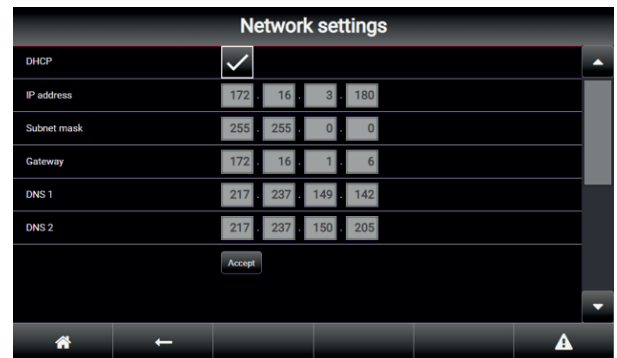 Network settings
DHCP
IP address 172 . 16 . 3 . 180
Subnet mask 255 . 255 . 0 . 0
Gateway 172 . 16 . 1 . 6
DNS 1 217 . 237 . 149 . 142
DNS 2 217 . 237 . 150 . 205
Accept